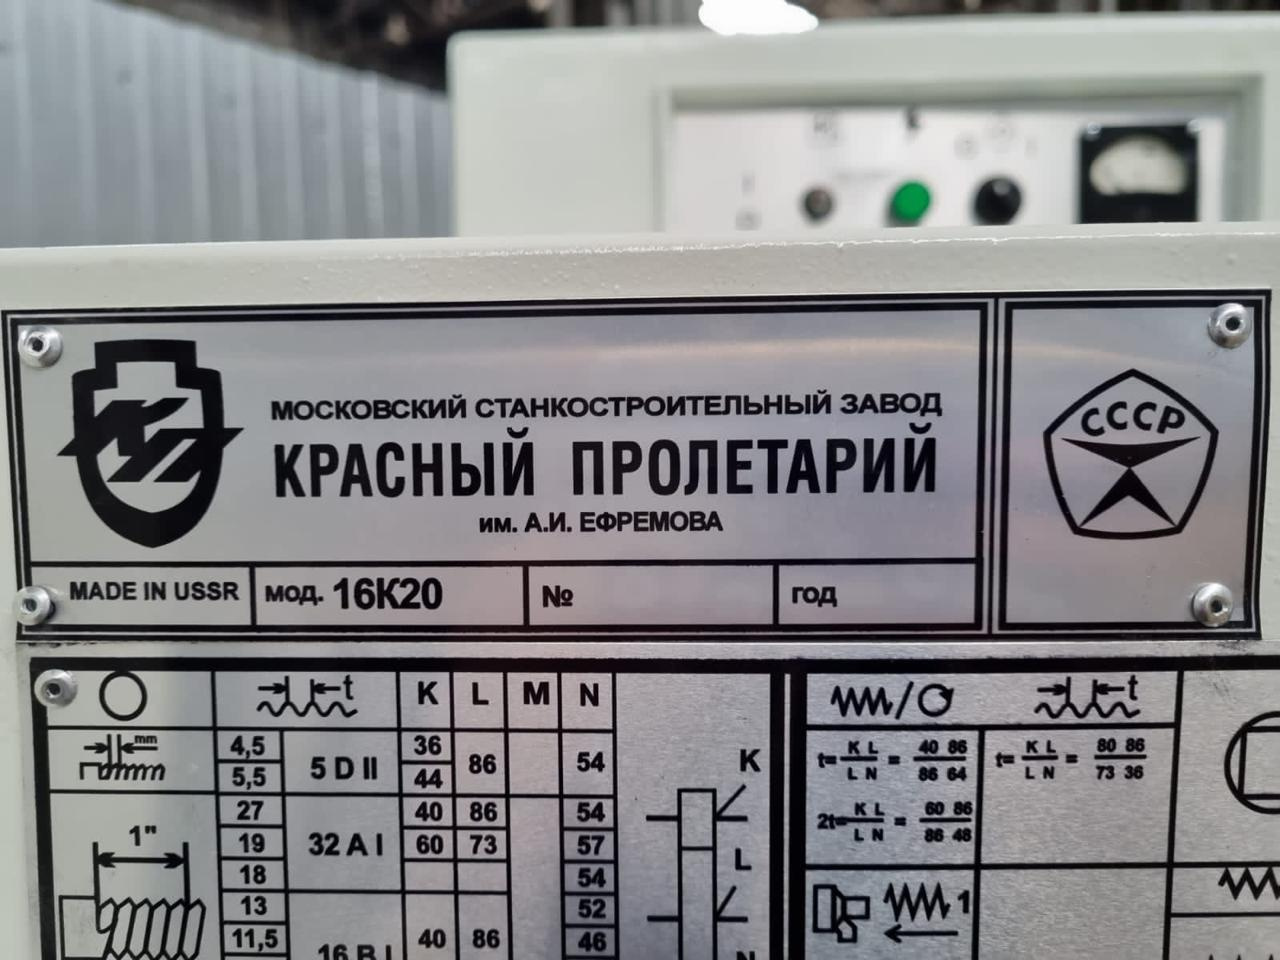 МОСКОВСКИЙ СТАНКОСТРОИТЕЛЬНЫЙ ЗАВОД
КРАСНЫЙ ПРОЛЕТАРИЙ
им. А.И. ЕФРЕМОВА
СССР
MADE IN USSR мод. 16К20 № год
t K L M N
mm 4,5 5 D II 36 86 54
5,5 44
1" 27 32 A I 40 86 54
19 60 73 57
18 54
13 16 B I 40 86 52
11,5 46
K
L
N
t
t= K L / L N = 40 86 / 86 64
t= K L / L N = 80 86 / 73 36
2t= K L / L N = 60 86 / 86 48
1